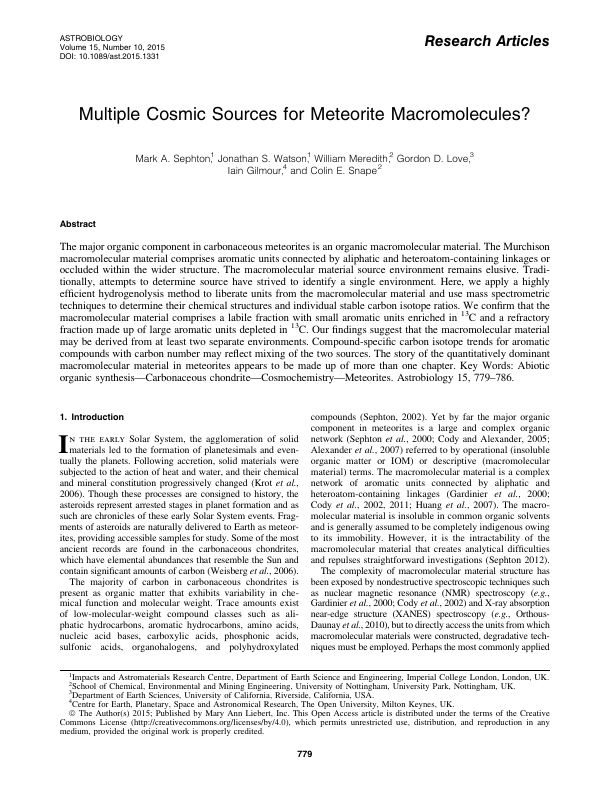 ASTROBIOLOGY
Volume 15, Number 10, 2015
DOI: 10.1089/ast.2015.1331
Research Articles
Multiple Cosmic Sources for Meteorite Macromolecules?
Mark A. Sephton,1 Jonathan S. Watson,1 William Meredith,2 Gordon D. Love,3
Iain Gilmour,4 and Colin E. Snape2
Abstract
The major organic component in carbonaceous meteorites is an organic macromolecular material. The Murchison
macromolecular material comprises aromatic units connected by aliphatic and heteroatom-containing linkages or
occluded within the wider structure. The macromolecular material source environment remains elusive. Tradi-
tionally, attempts to determine source have strived to identify a single environment. Here, we apply a highly
efficient hydrogenolysis method to liberate units from the macromolecular material and use mass spectrometric
techniques to determine their chemical structures and individual stable carbon isotope ratios. We confirm that the
macromolecular material comprises a labile fraction with small aromatic units enriched in 13C and a refractory
fraction made up of large aromatic units depleted in 13C. Our findings suggest that the macromolecular material
may be derived from at least two separate environments. Compound-specific carbon isotope trends for aromatic
compounds with carbon number may reflect mixing of the two sources. The story of the quantitatively dominant
macromolecular material in meteorites appears to be made up of more than one chapter. Key Words: Abiotic
organic synthesis—Carbonaceous chondrite—Cosmochemistry—Meteorites. Astrobiology 15, 779–786.
1. Introduction
In the early Solar System, the agglomeration of solid
materials led to the formation of planetesimals and even-
tually the planets. Following accretion, solid materials were
subjected to the action of heat and water, and their chemical
and mineral constitution progressively changed (Krot et al.,
2006). Though these processes are consigned to history, the
asteroids represent arrested stages in planet formation and as
such are chronicles of these early Solar System events. Frag-
ments of asteroids are naturally delivered to Earth as meteor-
ites, providing accessible samples for study. Some of the most
ancient records are found in the carbonaceous chondrites,
which have elemental abundances that resemble the Sun and
contain significant amounts of carbon (Weisberg et al., 2006).
The majority of carbon in carbonaceous chondrites is
present as organic matter that exhibits variability in che-
mical function and molecular weight. Trace amounts exist
of low-molecular-weight compound classes such as ali-
phatic hydrocarbons, aromatic hydrocarbons, amino acids,
nucleic acid bases, carboxylic acids, phosphonic acids,
sulfonic acids, organohalogens, and polyhydroxylated
compounds (Sephton, 2002). Yet by far the major organic
component in meteorites is a large and complex organic
network (Sephton et al., 2000; Cody and Alexander, 2005;
Alexander et al., 2007) referred to by operational (insoluble
organic matter or IOM) or descriptive (macromolecular
material) terms. The macromolecular material is a complex
network of aromatic units connected by aliphatic and
heteroatom-containing linkages (Gardinier et al., 2000;
Cody et al., 2002, 2011; Huang et al., 2007). The macro-
molecular material is insoluble in common organic solvents
and is generally assumed to be completely indigenous owing
to its immobility. However, it is the intractability of the
macromolecular material that creates analytical difficulties
and repulses straightforward investigations (Sephton 2012).
The complexity of macromolecular material structure has
been exposed by nondestructive spectroscopic techniques such
as nuclear magnetic resonance (NMR) spectroscopy (e.g.,
Gardinier et al., 2000; Cody et al., 2002) and X-ray absorption
near-edge structure (XANES) spectroscopy (e.g., Orthous-
Daunay et al., 2010), but to directly access the units from which
macromolecular materials were constructed, degradative tech-
niques must be employed. Perhaps the most commonly applied
1Impacts and Astromaterials Research Centre, Department of Earth Science and Engineering, Imperial College London, London, UK.
2School of Chemical, Environmental and Mining Engineering, University of Nottingham, University Park, Nottingham, UK.
3Department of Earth Sciences, University of California, Riverside, California, USA.
4Centre for Earth, Planetary, Space and Astronomical Research, The Open University, Milton Keynes, UK.
© The Author(s) 2015; Published by Mary Ann Liebert, Inc. This Open Access article is distributed under the terms of the Creative
Commons License (http://creativecommons.org/licenses/by/4.0), which permits unrestricted use, distribution, and reproduction in any
medium, provided the original work is properly credited.
779